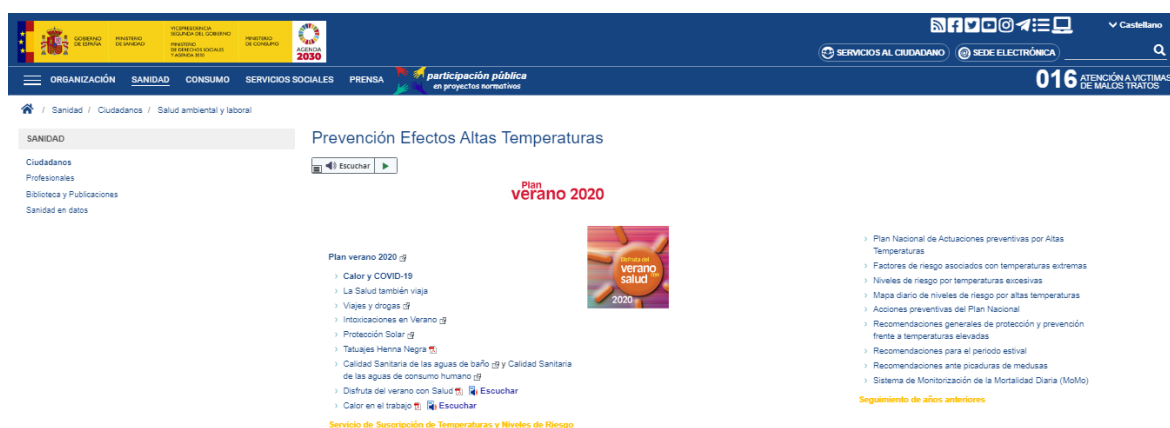 GOBIERNO DE ESPAÑA
MINISTERIO DE SANIDAD
VICEPRESIDENCIA
SEGUNDA DEL GOBIERNO
MINISTERIO
DE DERECHOS SOCIALES
Y AGENDA 2030
MINISTERIO
DE CONSUMO
AGENDA
2030
Castellano
SERVICIOS AL CIUDADANO
SEDE ELECTRÓNICA
ORGANIZACIÓN SANIDAD CONSUMO SERVICIOS SOCIALES PRENSA
participación pública
en proyectos normativos
016 ATENCIÓN A VICTIMAS
DE MALOS TRATOS
/ Sanidad / Ciudadanos / Salud ambiental y laboral
SANIDAD
Ciudadanos
Profesionales
Biblioteca y Publicaciones
Sanidad en datos
Prevención Efectos Altas Temperaturas
Escuchar
Plan
verano 2020
Plan verano 2020
Calor y COVID-19
La Salud también viaja
Viajes y drogas
Intoxicaciones en Verano
Protección Solar
Tatuajes Henna Negra
Calidad Sanitaria de las aguas de baño y Calidad Sanitaria
de las aguas de consumo humano
Disfruta del verano con Salud Escuchar
Calor en el trabajo Escuchar
Servicio de Suscripción de Temperaturas y Niveles de Riesgo
Disfruta del
verano
salud
2020
Plan Nacional de Actuaciones preventivas por Altas
Temperaturas
Factores de riesgo asociados con temperaturas extremas
Niveles de riesgo por temperaturas excesivas
Mapa diario de niveles de riesgo por altas temperaturas
Acciones preventivas del Plan Nacional
Recomendaciones generales de protección y prevención
frente a temperaturas elevadas
Recomendaciones para el periodo estival
Recomendaciones ante picaduras de medusas
Sistema de Monitorización de la Mortalidad Diaria (MoMo)
Seguimiento de años anteriores